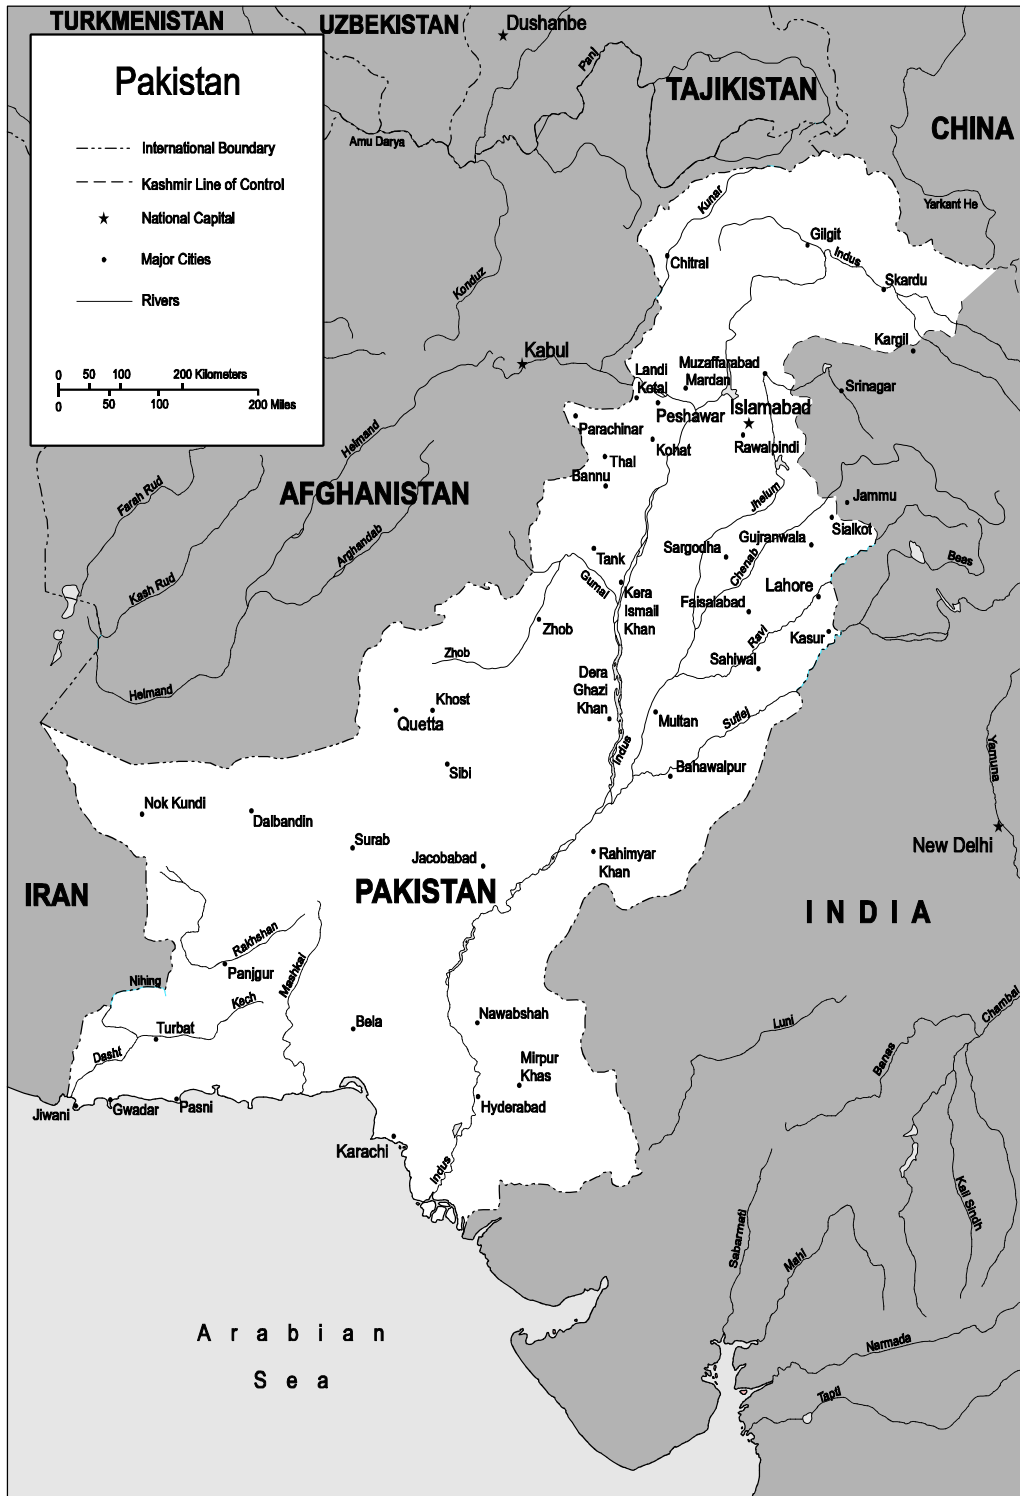 TURKMENISTAN
UZBEKISTAN
Dushanbe
Panj
TAJIKISTAN
CHINA
Pakistan
International Boundary
Kashmir Line of Control
National Capital
Major Cities
Rivers
0 50 100 200 Kilometers
0 50 100 200 Miles
Amu Darya
Yarkant He
Kunar
Gilgit
Indus
Chitral
Skardu
Konduz
Kargil
Kabul
Landi
Kotal
Muzaffarabad
Mardan
Srinagar
Peshawar
Islamabad
Parachinar
Kohat
Rawalpindi
Helmand
Thal
Bannu
Farah Rud
AFGHANISTAN
Jhelum
Jammu
Sialkot
Arghandab
Gujranwala
Sargodha
Chenab
Beas
Tank
Gumal
Kesh Rud
Kera
Ismail
Khan
Lahore
Faisalabad
Zhob
Ravi
Kasur
Zhob
Sahiwal
Helmand
Dera
Ghazi
Khan
Khost
Quetta
Multan
Sutlej
Indus
Yamuna
Sibi
Bahawalpur
Nok Kundi
Dalbandin
Surab
New Delhi
Jacobabad
Rahimyar
Khan
IRAN
PAKISTAN
INDIA
Rakhshan
Mashkai
Panjgur
Nihing
Kech
Turbat
Dasht
Bela
Nawabshah
Luni
Chambal
Banas
Mirpur
Khas
Hyderabad
Jiwani
Gwadar
Pasni
Karachi
Indus
Kali Sindh
Sabarmati
Mahi
Arabian
Sea
Narmada
Tapti